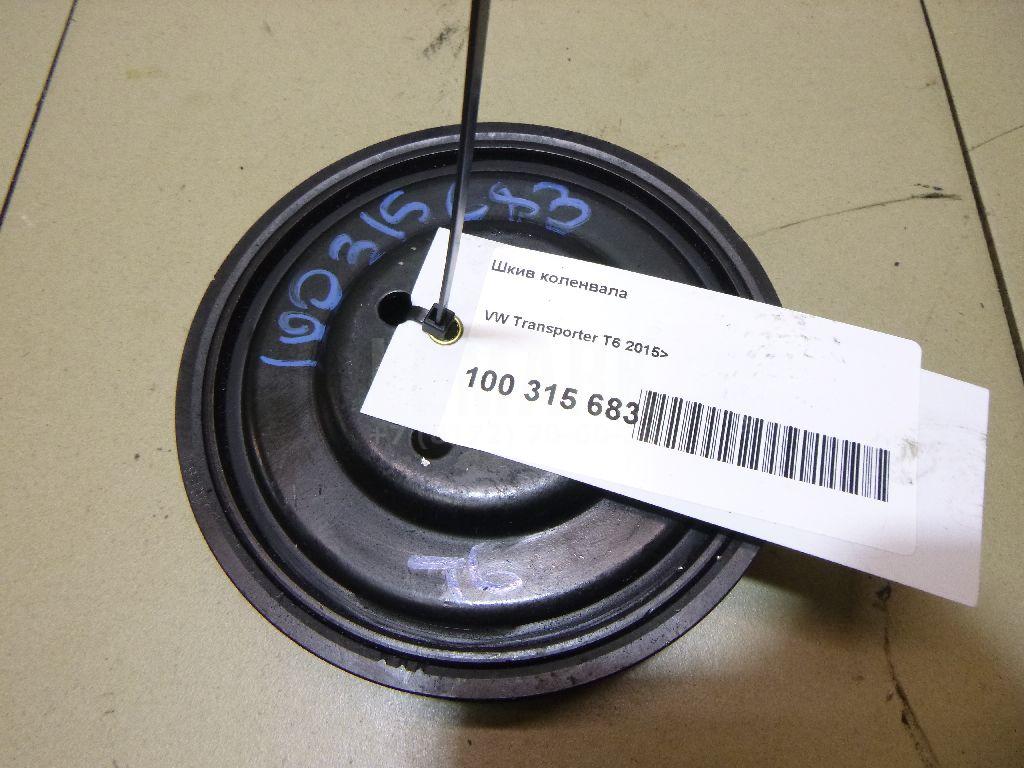 100315683
Шкив коленвала
VW Transporter T6 2015>
100 315 683
T6